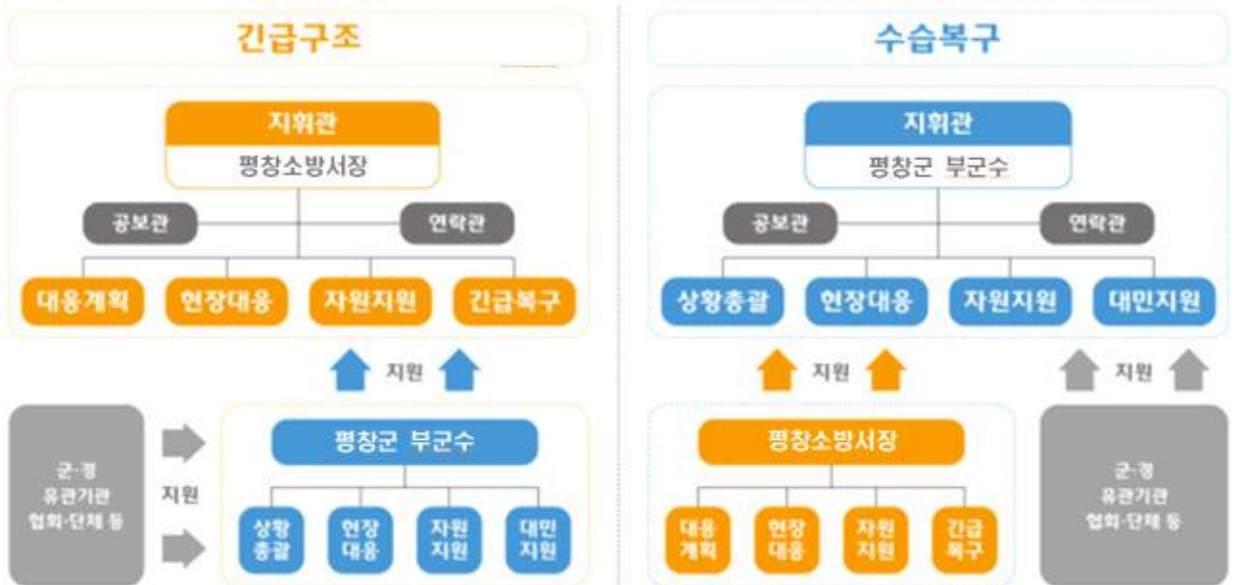 긴급구조
지휘관
평창소방서장
공보관
연락관
대응계획
현장대응
자원지원
긴급복구
지원
군·경
유관기관
협회·단체 등
지원
평창군 부군수
상황
총괄
현장
대응
자원
지원
대민
지원
수습복구
지휘관
평창군 부군수
공보관
연락관
상황총괄
현장대응
자원지원
대민지원
지원
지원
평창소방서장
대응
계획
현장
대응
자원
지원
긴급
복구
군·경
유관기관
협회·단체 등